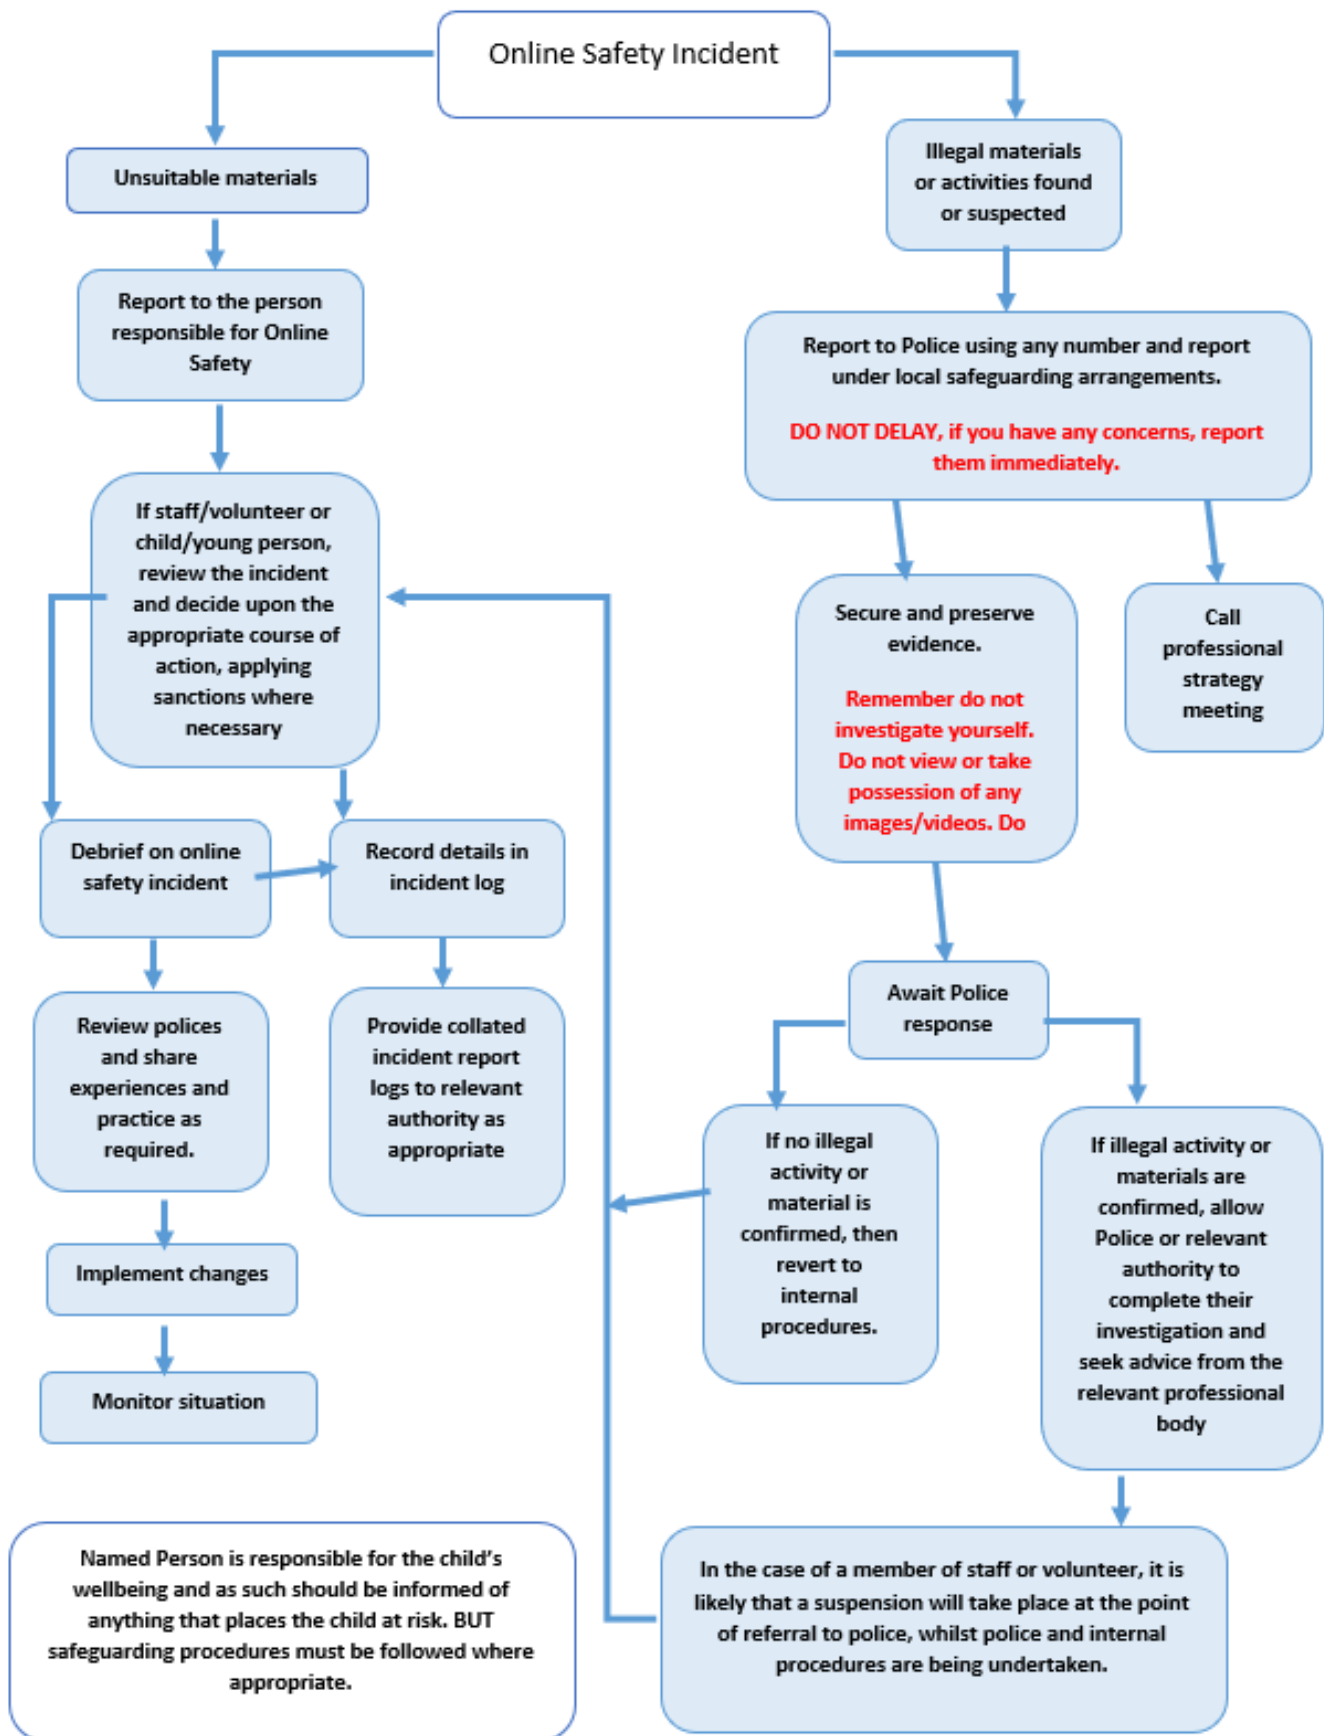 Online Safety Incident
Unsuitable materials
Illegal materials
or activities found
or suspected
Report to the person
responsible for Online
Safety
Report to Police using any number and report
under local safeguarding arrangements.
DO NOT DELAY, if you have any concerns, report
them immediately.
If staff/volunteer or
child/young person,
review the incident
and decide upon the
appropriate course of
action, applying
sanctions where
necessary
Secure and preserve
evidence.
Remember do not
investigate yourself.
Do not view or take
possession of any
images/videos. Do
Call
professional
strategy
meeting
Debrief on online
safety incident
Record details in
incident log
Review polices
and share
experiences and
practice as
required.
Provide collated
incident report
logs to relevant
authority as
appropriate
Await Police
response
If no illegal
activity or
material is
confirmed, then
revert to
internal
procedures.
If illegal activity or
materials are
confirmed, allow
Police or relevant
authority to
complete their
investigation and
seek advice from the
relevant professional
body
Implement changes
Monitor situation
Named Person is responsible for the child's
wellbeing and as such should be informed of
anything that places the child at risk. BUT
safeguarding procedures must be followed where
appropriate.
In the case of a member of staff or volunteer, it is
likely that a suspension will take place at the point
of referral to police, whilst police and internal
procedures are being undertaken.